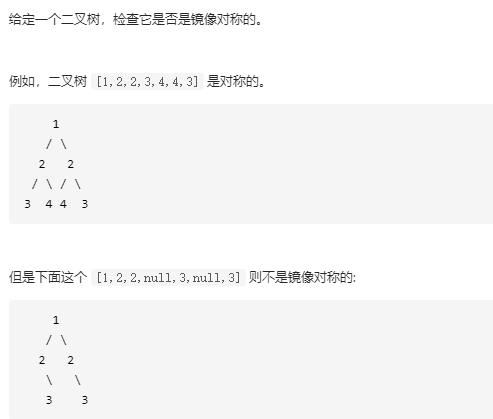 给定一个二叉树，检查它是否是镜像对称的。
例如，二叉树 [1,2,2,3,4,4,3] 是对称的。
    1
   / \
  2   2
 / \ / \
3  4 4  3
但是下面这个 [1,2,2,null,3,null,3] 则不是镜像对称的:
    1
   / \
  2   2
   \   \
   3    3